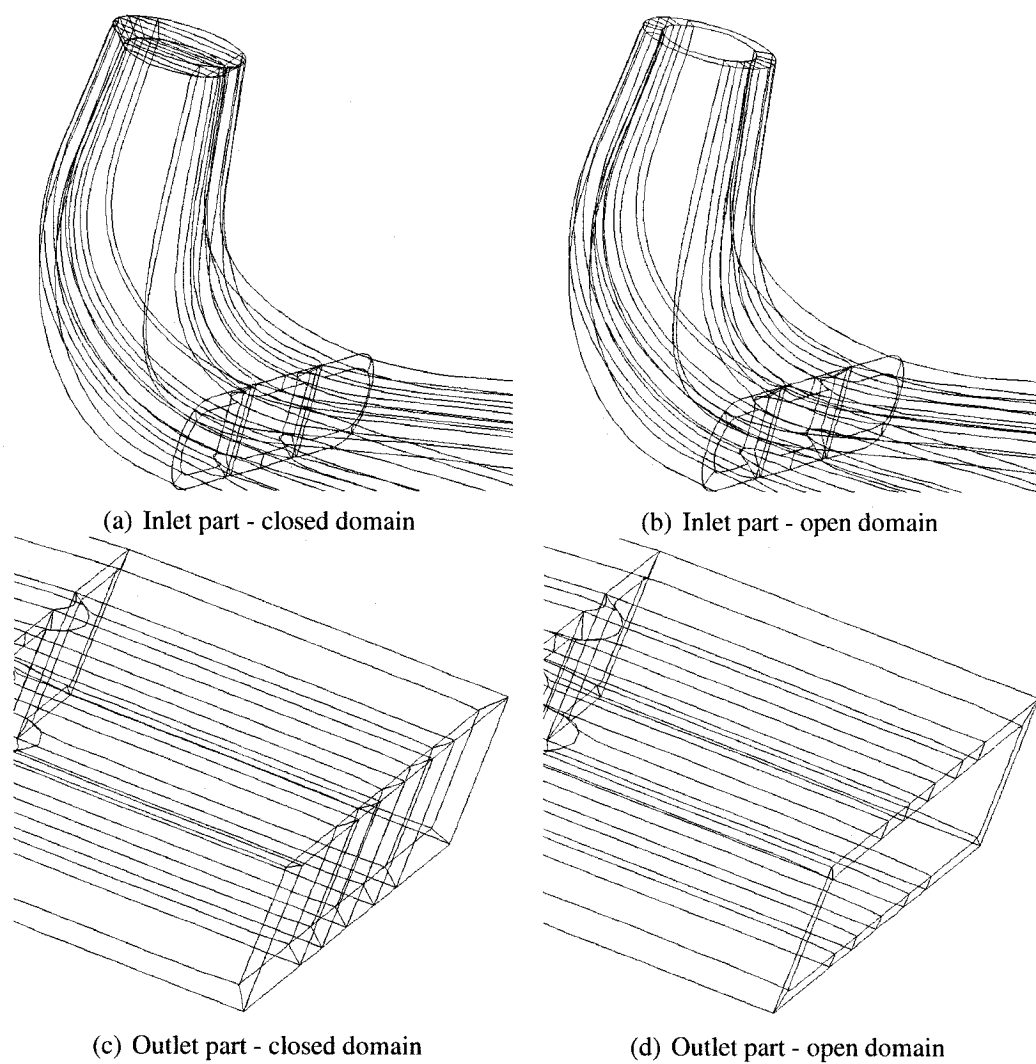 (a) Inlet part - closed domain
(b) Inlet part - open domain
(c) Outlet part - closed domain
(d) Outlet part - open domain